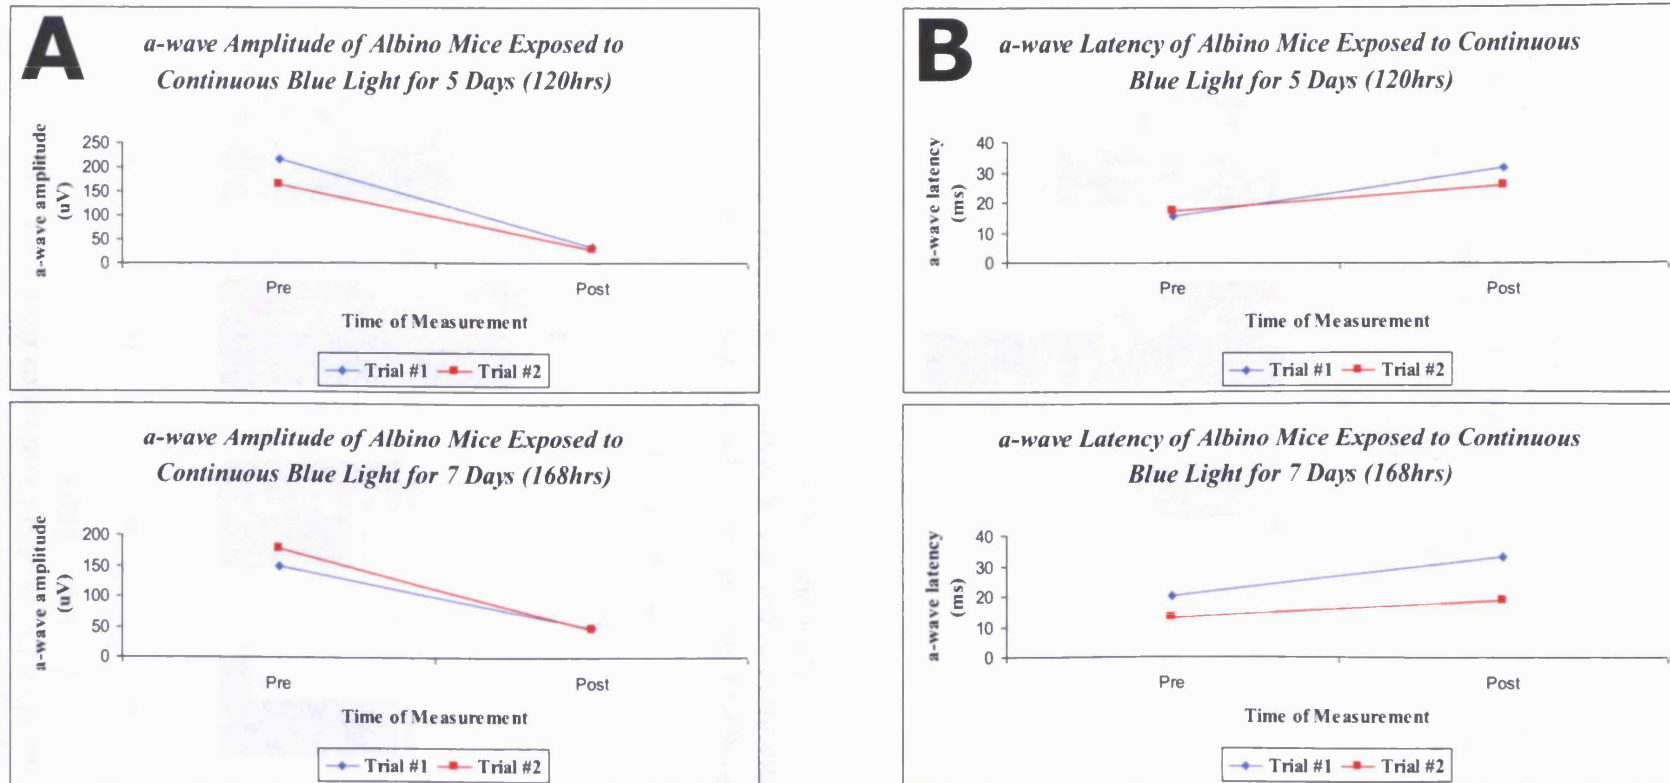 A
a-wave Amplitude of Albino Mice Exposed to
Continuous Blue Light for 5 Days (120hrs)
a-wave amplitude
(uV)
250
200
150
100
50
0
Pre
Post
Time of Measurement
Trial #1
Trial #2
B
a-wave Latency of Albino Mice Exposed to Continuous
Blue Light for 5 Days (120hrs)
a-wave latency
(ms)
40
30
20
10
0
Pre
Post
Time of Measurement
Trial #1
Trial #2
a-wave Amplitude of Albino Mice Exposed to
Continuous Blue Light for 7 Days (168hrs)
a-wave amplitude
(uV)
200
150
100
50
0
Pre
Post
Time of Measurement
Trial #1
Trial #2
a-wave Latency of Albino Mice Exposed to Continuous
Blue Light for 7 Days (168hrs)
a-wave latency
(ms)
40
30
20
10
0
Pre
Post
Time of Measurement
Trial #1
Trial #2